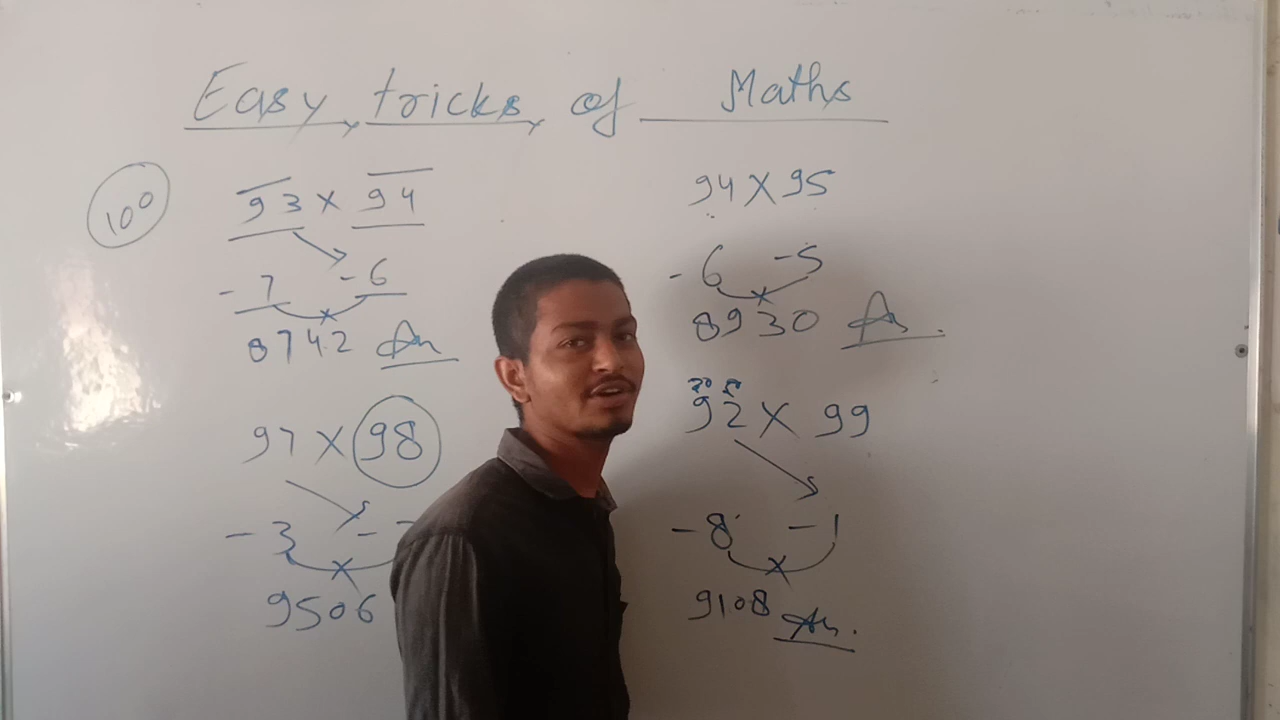 Easy tricks of Maths
100
93 × 94
-7 -6
8742 An
94 × 95
-6 -5
8930 An.
97 × 98
-3 -
9506
92 × 99
-8 -1
9108 An.